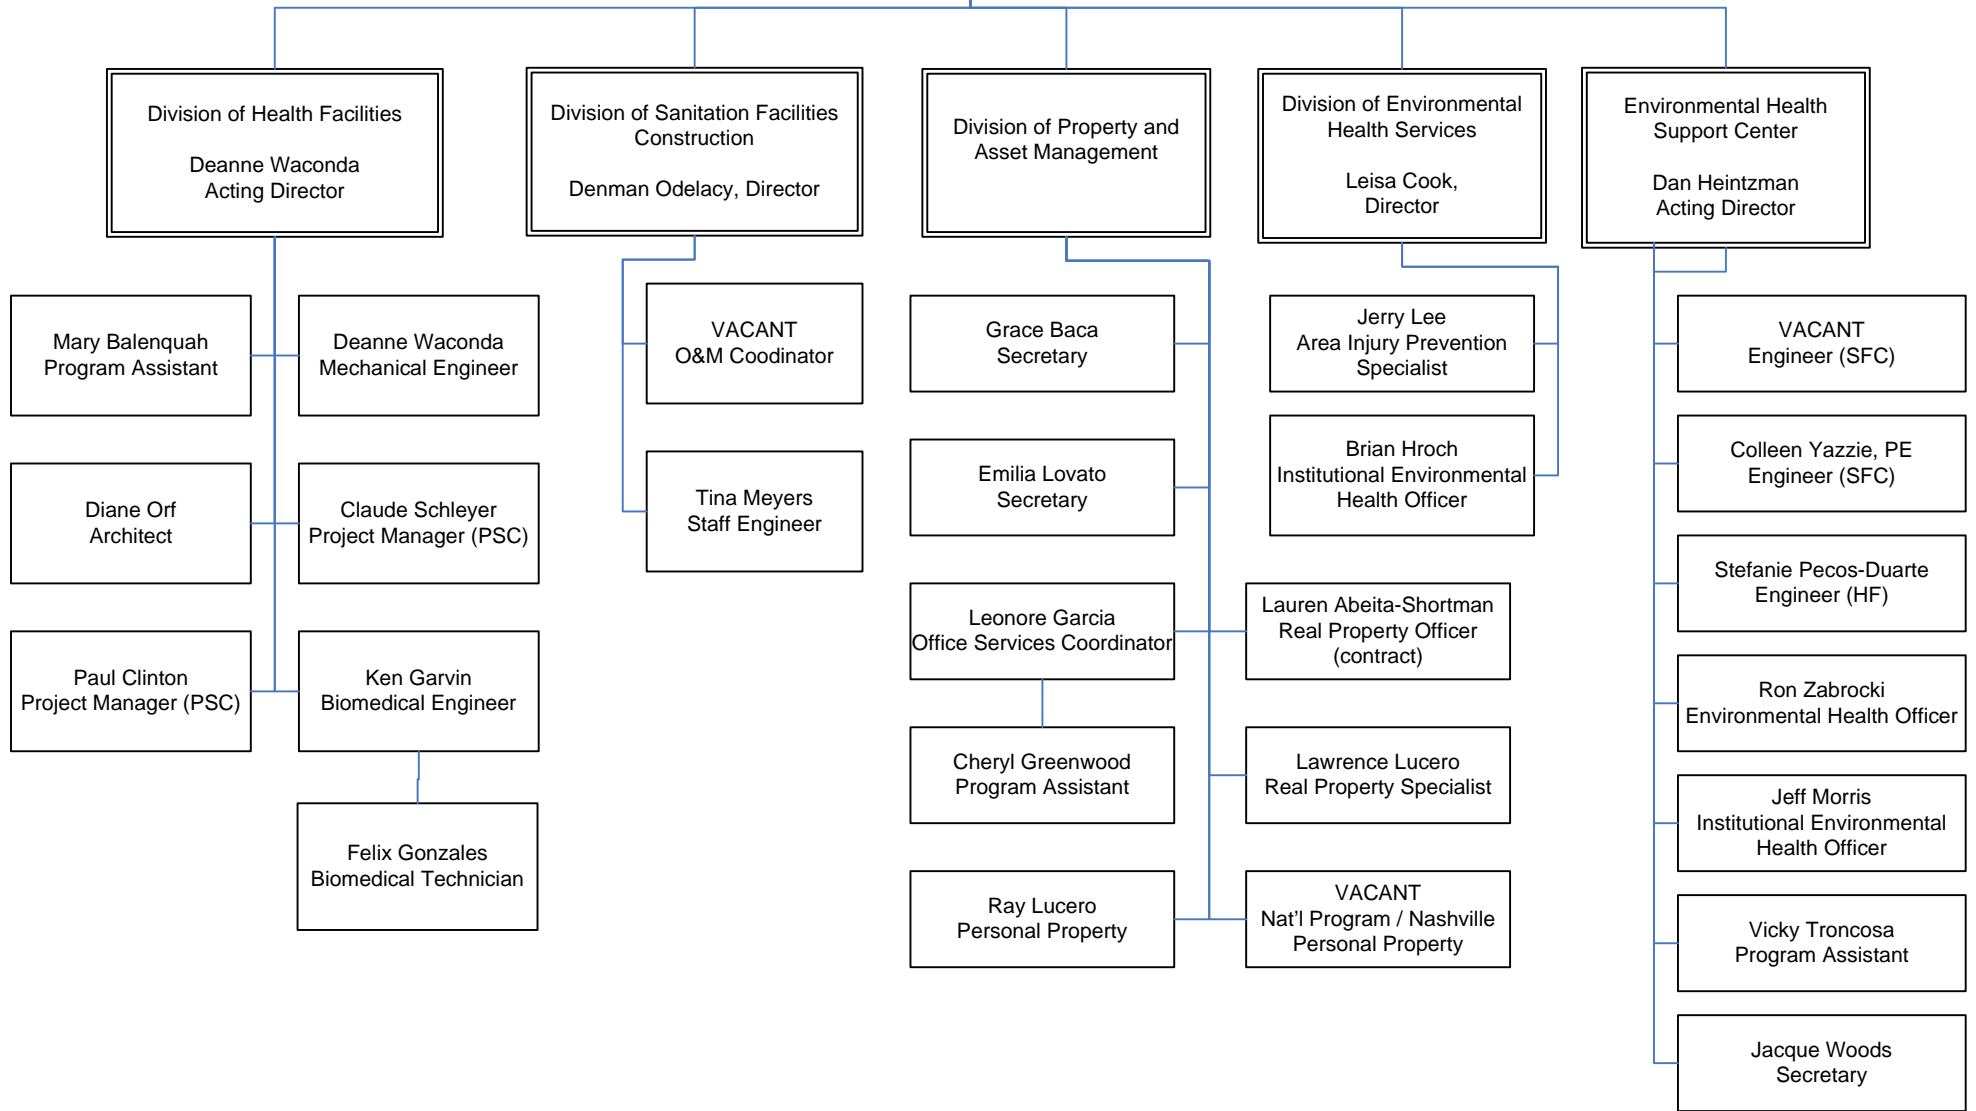 Division of Health Facilities
Deanne Waconda
Acting Director
Division of Sanitation Facilities
Construction
Denman Odelacy, Director
Division of Property and
Asset Management
Division of Environmental
Health Services
Leisa Cook,
Director
Environmental Health
Support Center
Dan Heintzman
Acting Director
Mary Balenquah
Program Assistant
Deanne Waconda
Mechanical Engineer
Diane Orf
Architect
Claude Schleyer
Project Manager (PSC)
Paul Clinton
Project Manager (PSC)
Ken Garvin
Biomedical Engineer
Felix Gonzales
Biomedical Technician
VACANT
O&M Coodinator
Tina Meyers
Staff Engineer
Grace Baca
Secretary
Emilia Lovato
Secretary
Leonore Garcia
Office Services Coordinator
Lauren Abeita-Shortman
Real Property Officer
(contract)
Cheryl Greenwood
Program Assistant
Lawrence Lucero
Real Property Specialist
Ray Lucero
Personal Property
VACANT
Nat’l Program / Nashville
Personal Property
Jerry Lee
Area Injury Prevention
Specialist
Brian Hroch
Institutional Environmental
Health Officer
VACANT
Engineer (SFC)
Colleen Yazzie, PE
Engineer (SFC)
Stefanie Pecos-Duarte
Engineer (HF)
Ron Zabrocki
Environmental Health Officer
Jeff Morris
Institutional Environmental
Health Officer
Vicky Troncosa
Program Assistant
Jacque Woods
Secretary